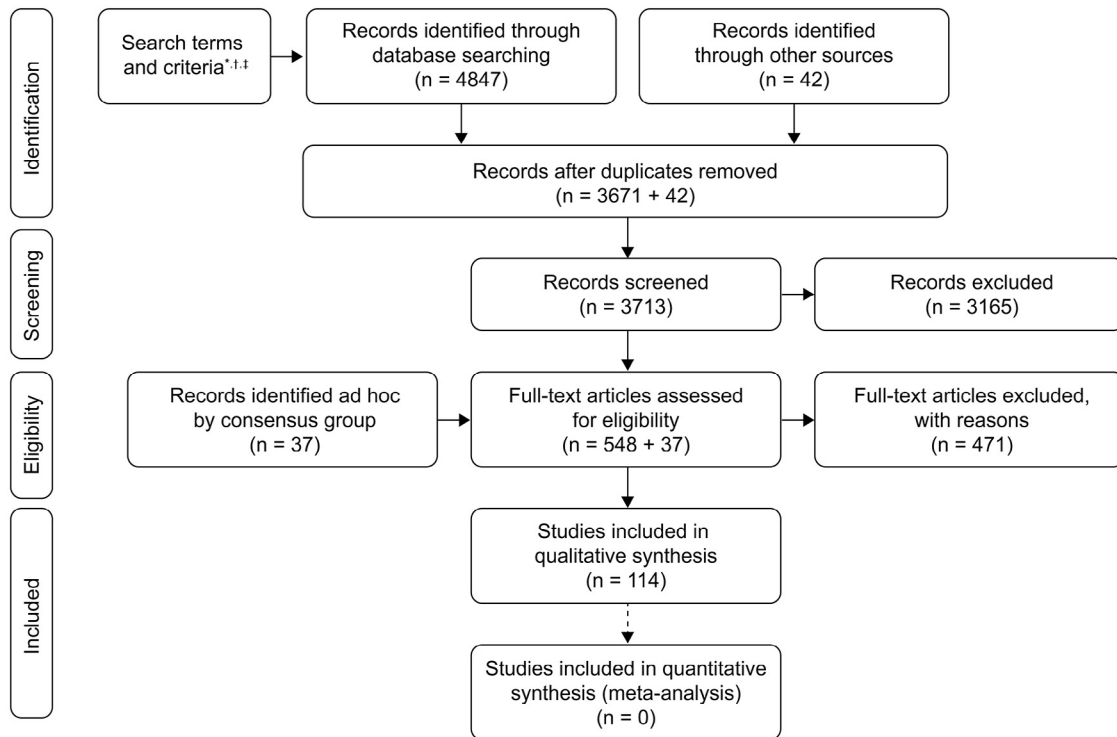 Identification
Search terms
and criteria*,†,‡
Records identified through
database searching
(n = 4847)
Records identified
through other sources
(n = 42)
Records after duplicates removed
(n = 3671 + 42)
Screening
Records screened
(n = 3713)
Records excluded
(n = 3165)
Eligibility
Records identified ad hoc
by consensus group
(n = 37)
Full-text articles assessed
for eligibility
(n = 548 + 37)
Full-text articles excluded,
with reasons
(n = 471)
Included
Studies included in
qualitative synthesis
(n = 114)
Studies included in quantitative
synthesis (meta-analysis)
(n = 0)